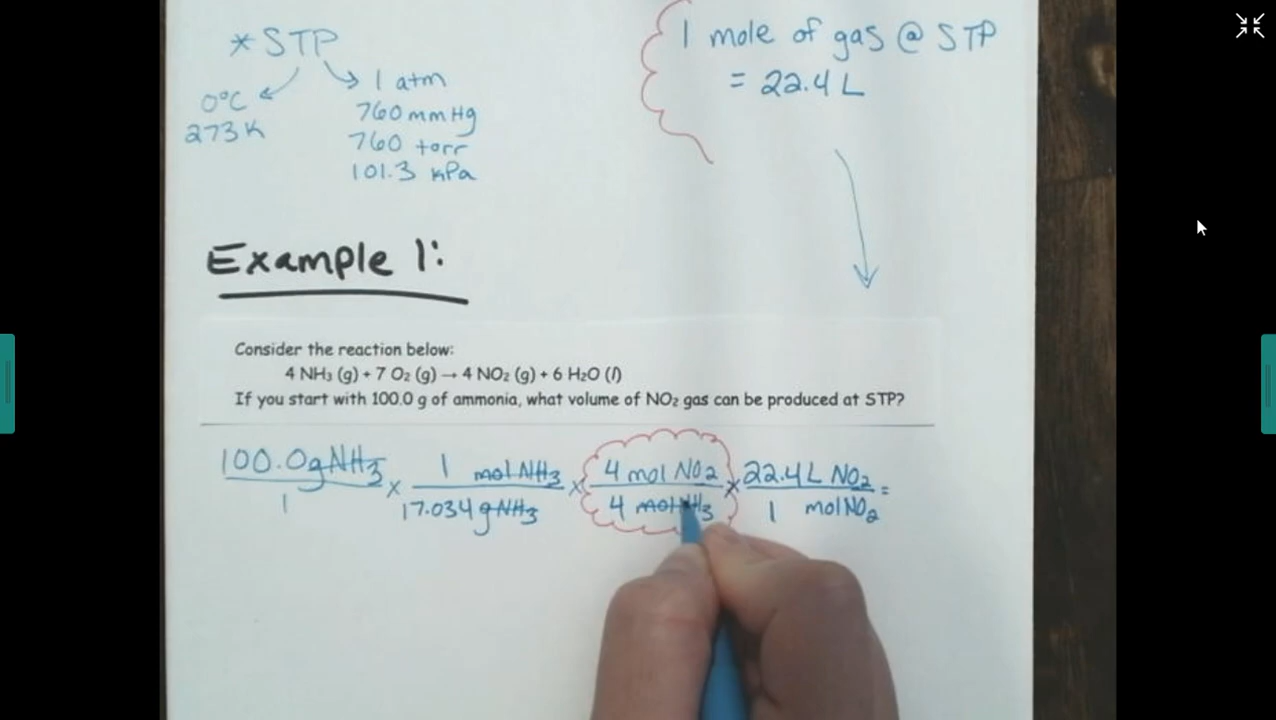 *STP
0°C
273K
1 atm
760 mmHg
760 torr
101.3 kPa
1 mole of gas @ STP
= 22.4 L
Example 1:
Consider the reaction below:
4 NH₃ (g) + 7 O₂ (g) → 4 NO₂ (g) + 6 H₂O (l)
If you start with 100.0 g of ammonia, what volume of NO₂ gas can be produced at STP?
100.0g NH₃ × 1 mol NH₃ × 4 mol NO₂ × 22.4 L NO₂ =
1 17.034 g NH₃ 4 mol NH₃ 1 mol NO₂